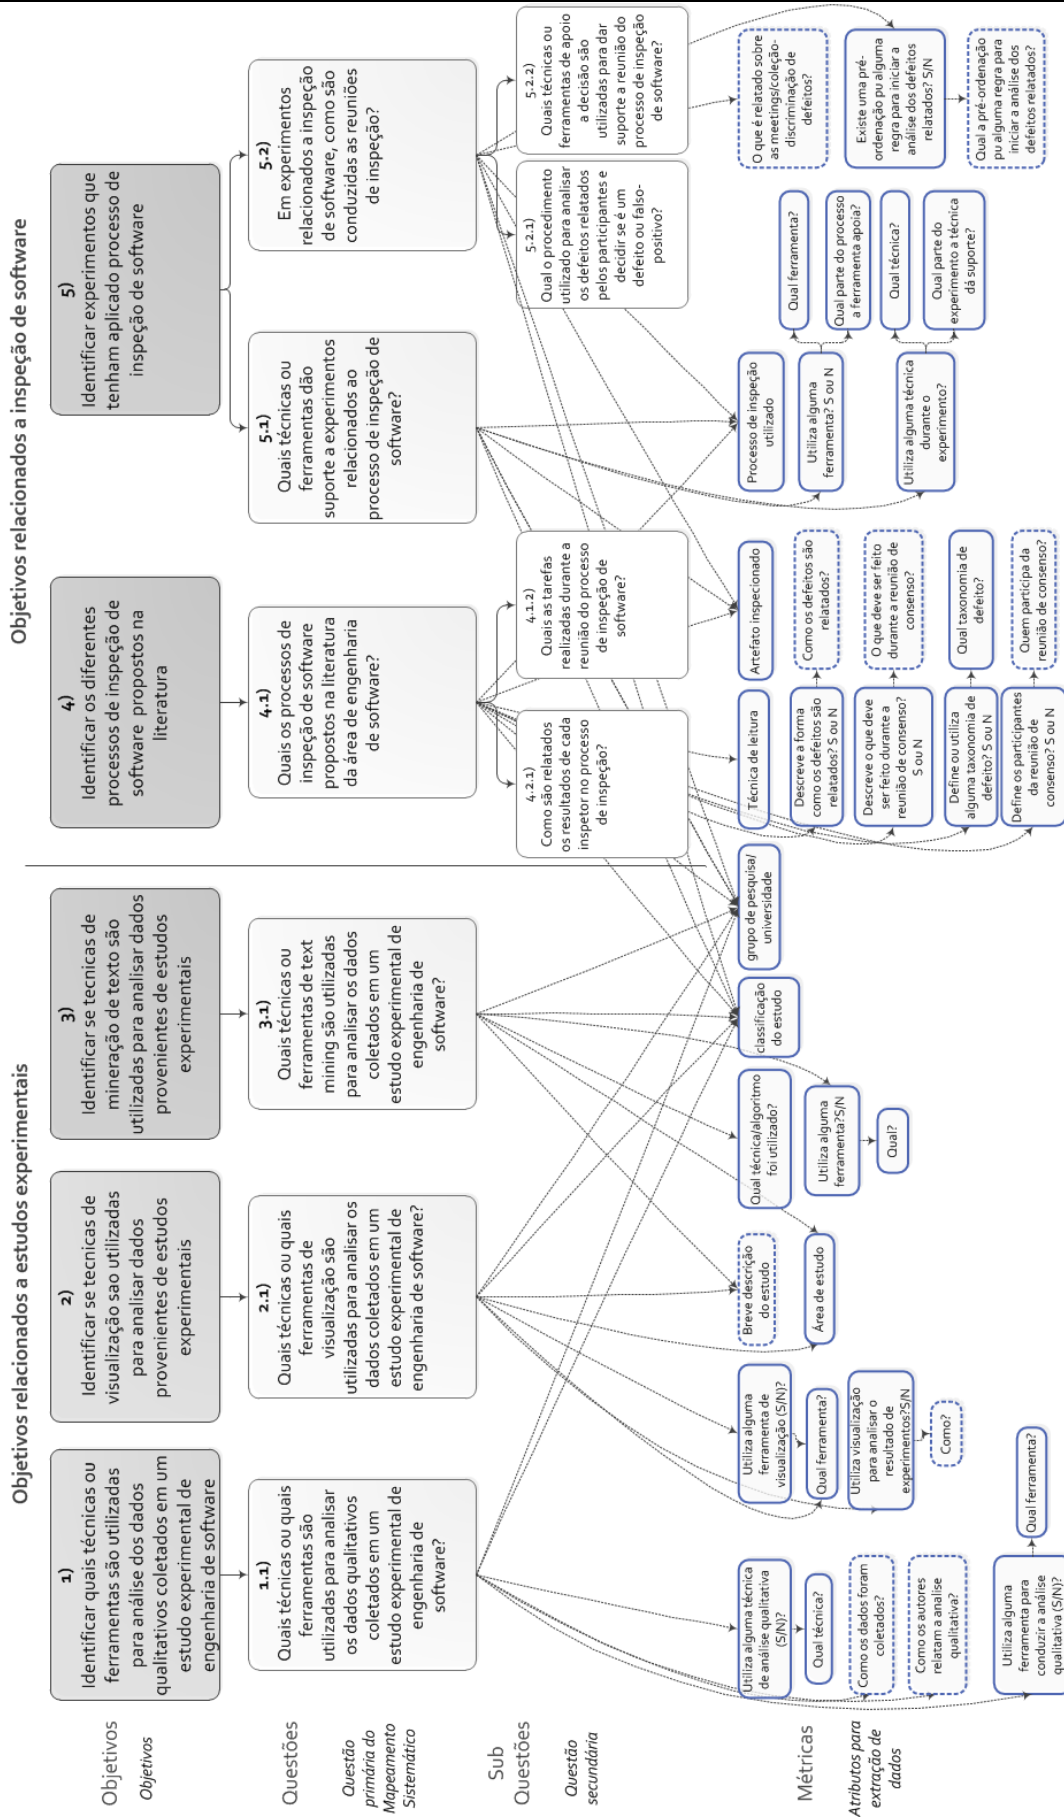 Objetivos relacionados a estudos experimentais
Objetivos relacionados a inspeção de software
Objetivos
Objetivos
1)
Identificar quais técnicas ou
ferramentas são utilizadas
para análise dos dados
qualitativos coletados em um
estudo experimental de
engenharia de software
2)
Identificar se tecnicas de
visualização sao utilizadas
para analisar dados
provenientes de estudos
experimentais
3)
Identificar se tecnicas de
mineração de texto são
utilizadas para analisar dados
provenientes de estudos
experimentais
4)
Identificar os diferentes
processos de inspeção de
software propostos na
literatura
5)
Identificar experimentos que
tenham aplicado processo de
inspeção de software
Questões
Questão
primária do
Mapeamento
Sistemático
1.1)
Quais técnicas ou quais
ferramentas são
utilizadas para analisar
os dados qualitativos
coletados em um
estudo experimental de
engenharia de
software?
2.1)
Quais técnicas ou quais
ferramentas de
visualização são
utilizadas para analisar os
dados coletados em um
estudo experimental de
engenharia de software?
3.1)
Quais técnicas ou
ferramentas de text
mining são utilizadas
para analisar os dados
coletados em um
estudo experimental de
engenharia de
software?
4.1)
Quais os processos de
inspeção de software
propostos na literatura
da área de engenharia
de software?
5.1)
Quais técnicas ou
ferramentas dão
suporte a experimentos
relacionados ao
processo de inspeção de
software?
5.2)
Em experimentos
relacionados a inspeção
de software, como são
conduzidas as reuniões
de inspeção?
Sub
Questões
Questão
secundária
4.2.1)
Como são relatados
os resultados de cada
inspetor no processo
de inspeção?
4.1.2)
Quais as tarefas
realizadas durante a
reunião do processo
de inspeção de
software?
5.2.1)
Qual o procedimento
utilizado para analisar
os defeitos relatados
pelos participantes e
decidir se é um
defeito ou falso-
positivo?
5.2.2)
Quais técnicas ou
ferramentas de apoio
a decisão são
utilizadas para dar
suporte a reunião do
processo de inspeção
de software?
Métricas
Atributos para
extração de
dados
Utiliza alguma técnica
de análise qualitativa
(S/N)?
Qual técnica?
Como os dados foram
coletados?
Como os autores
relatam a analise
qualitativa?
Utiliza alguma
ferramenta para
conduzir a análise
qualitativa (S/N)?
Qual ferramenta?
Utiliza alguma
ferramenta de
visualização (S/N)?
Qual ferramenta?
Utiliza visualização
para analisar o
resultado de
experimentos?S/N
Como?
Breve descrição
do estudo
Área de estudo
Qual técnica/algoritmo
foi utilizado?
Utiliza alguma
ferramenta?S/N
Qual?
classificação
do estudo
grupo de pesquisa/
universidade
Técnica de leitura
Artefato inspecionado
Descreve a forma
como os defeitos são
relatados? S ou N
Como os defeitos são
relatados?
Descreve o que deve
ser feito durante a
reunião de consenso?
S ou N
O que deve ser feito
durante a reunião de
consenso?
Define ou utiliza
alguma taxonomia de
defeito? S ou N
Qual taxonomia de
defeito?
Define os participantes
da reunião de
consenso? S ou N
Quem participa da
reunião de consenso?
Processo de inspeção
utilizado
Utiliza alguma
ferramenta? S ou N
Qual ferramenta?
Qual parte do processo
a ferramenta apoia?
Utiliza alguma técnica
durante o
experimento?
Qual técnica?
Qual parte do
experimento a técnica
dá suporte?
O que é relatado sobre
as meetings/coleção-
discriminação de
defeitos?
Existe uma pré-
ordenação pu alguma
regra para iniciar a
análise dos defeitos
relatados? S/N
Qual a pré-ordenação
pu alguma regra para
iniciar a análise dos
defeitos relatados?